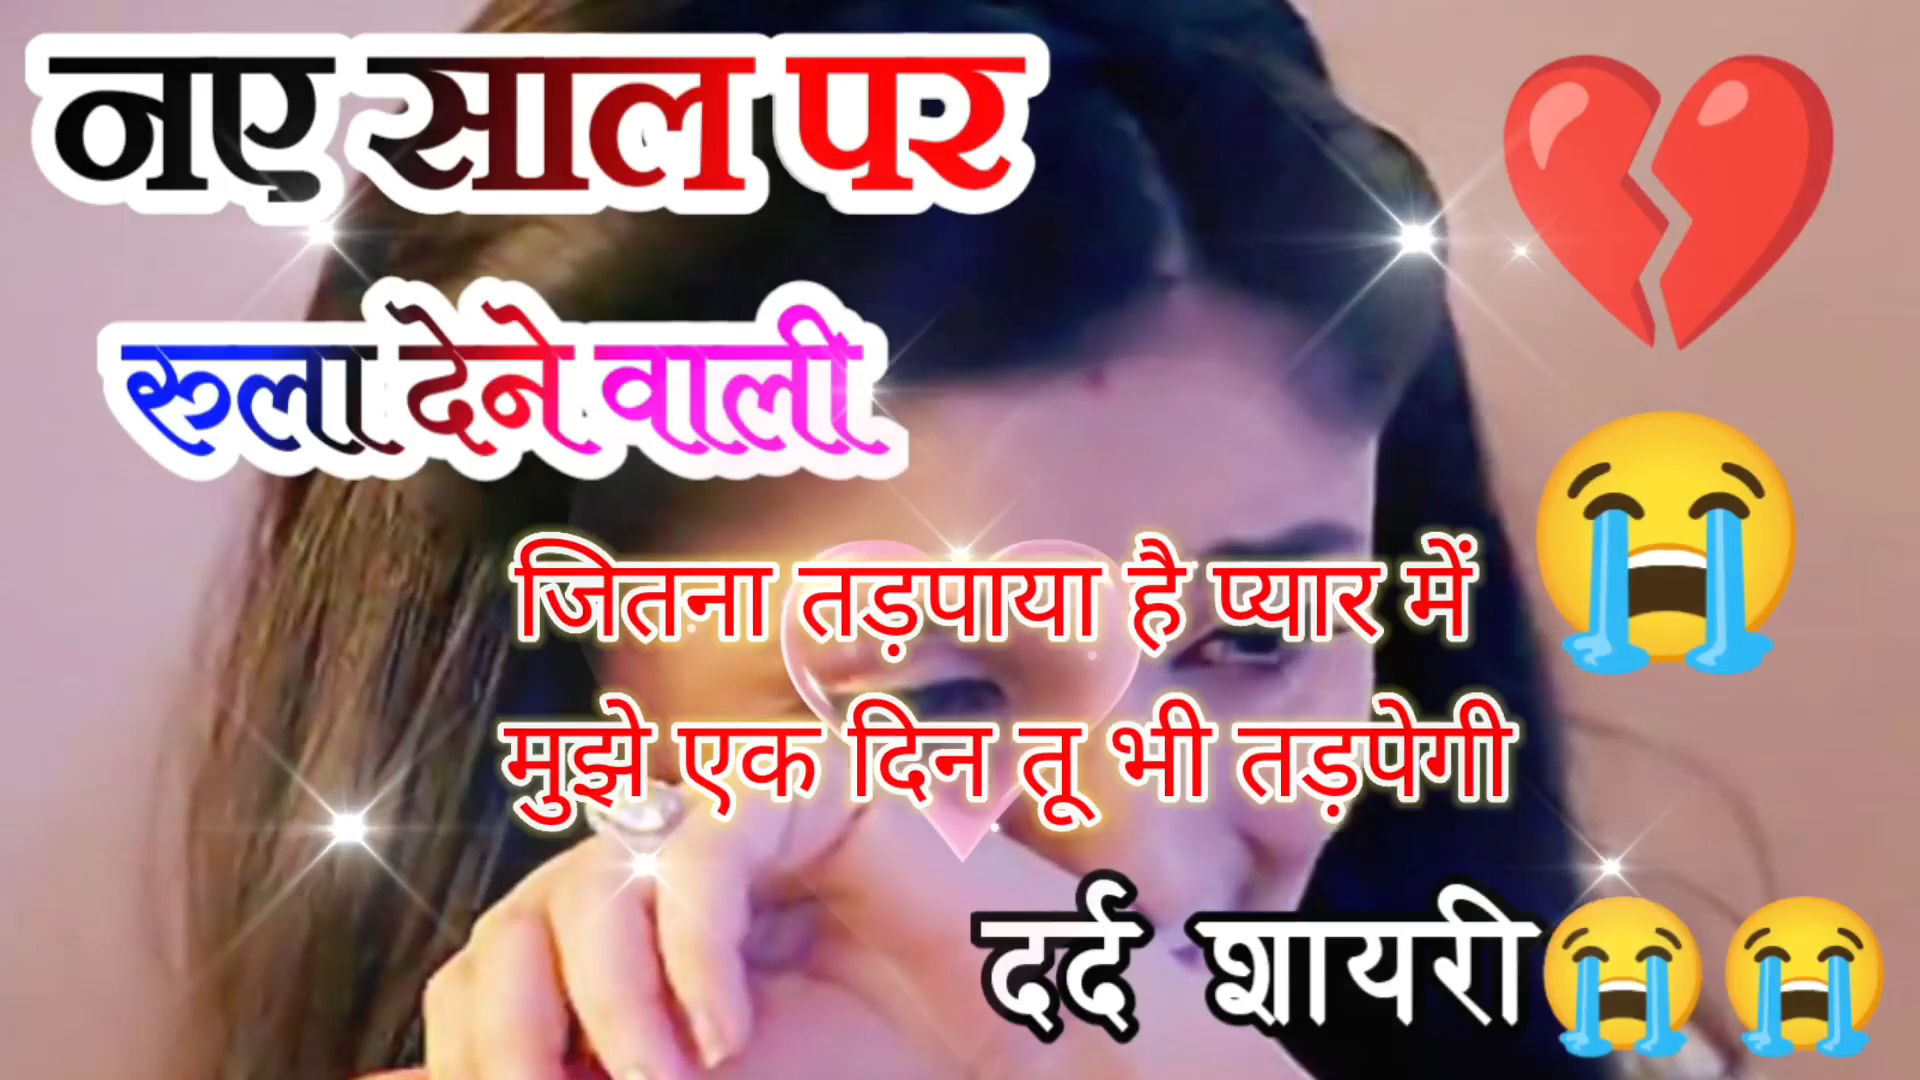 नए साल पर
रुला देने वाली
जितना तड़पाया है प्यार में
मुझे एक दिन तू भी तड़पेगी
दर्द शायरी